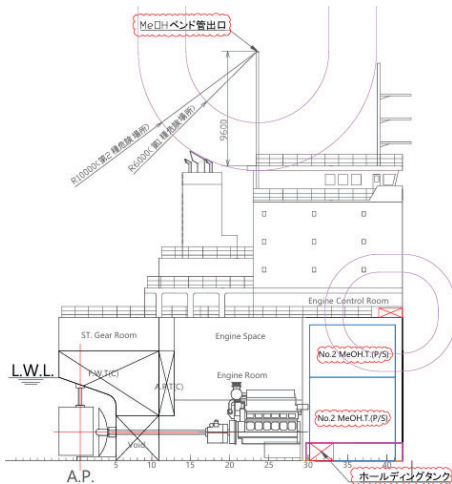 MeOHベンド管出口
R10000(第2種危険場所)
R6000(第1種危険場所)
9600
Engine Control Room
ST. Gear Room
Engine Space
No.2 MeOH.T.(P/S)
F.W.T(C)
A.P.T(C)
Engine Room
L.W.L.
No.2 MeOH.T.(P/S)
Void
5
10
15
20
25
30
35
40
A.P.
ホールディングタンク